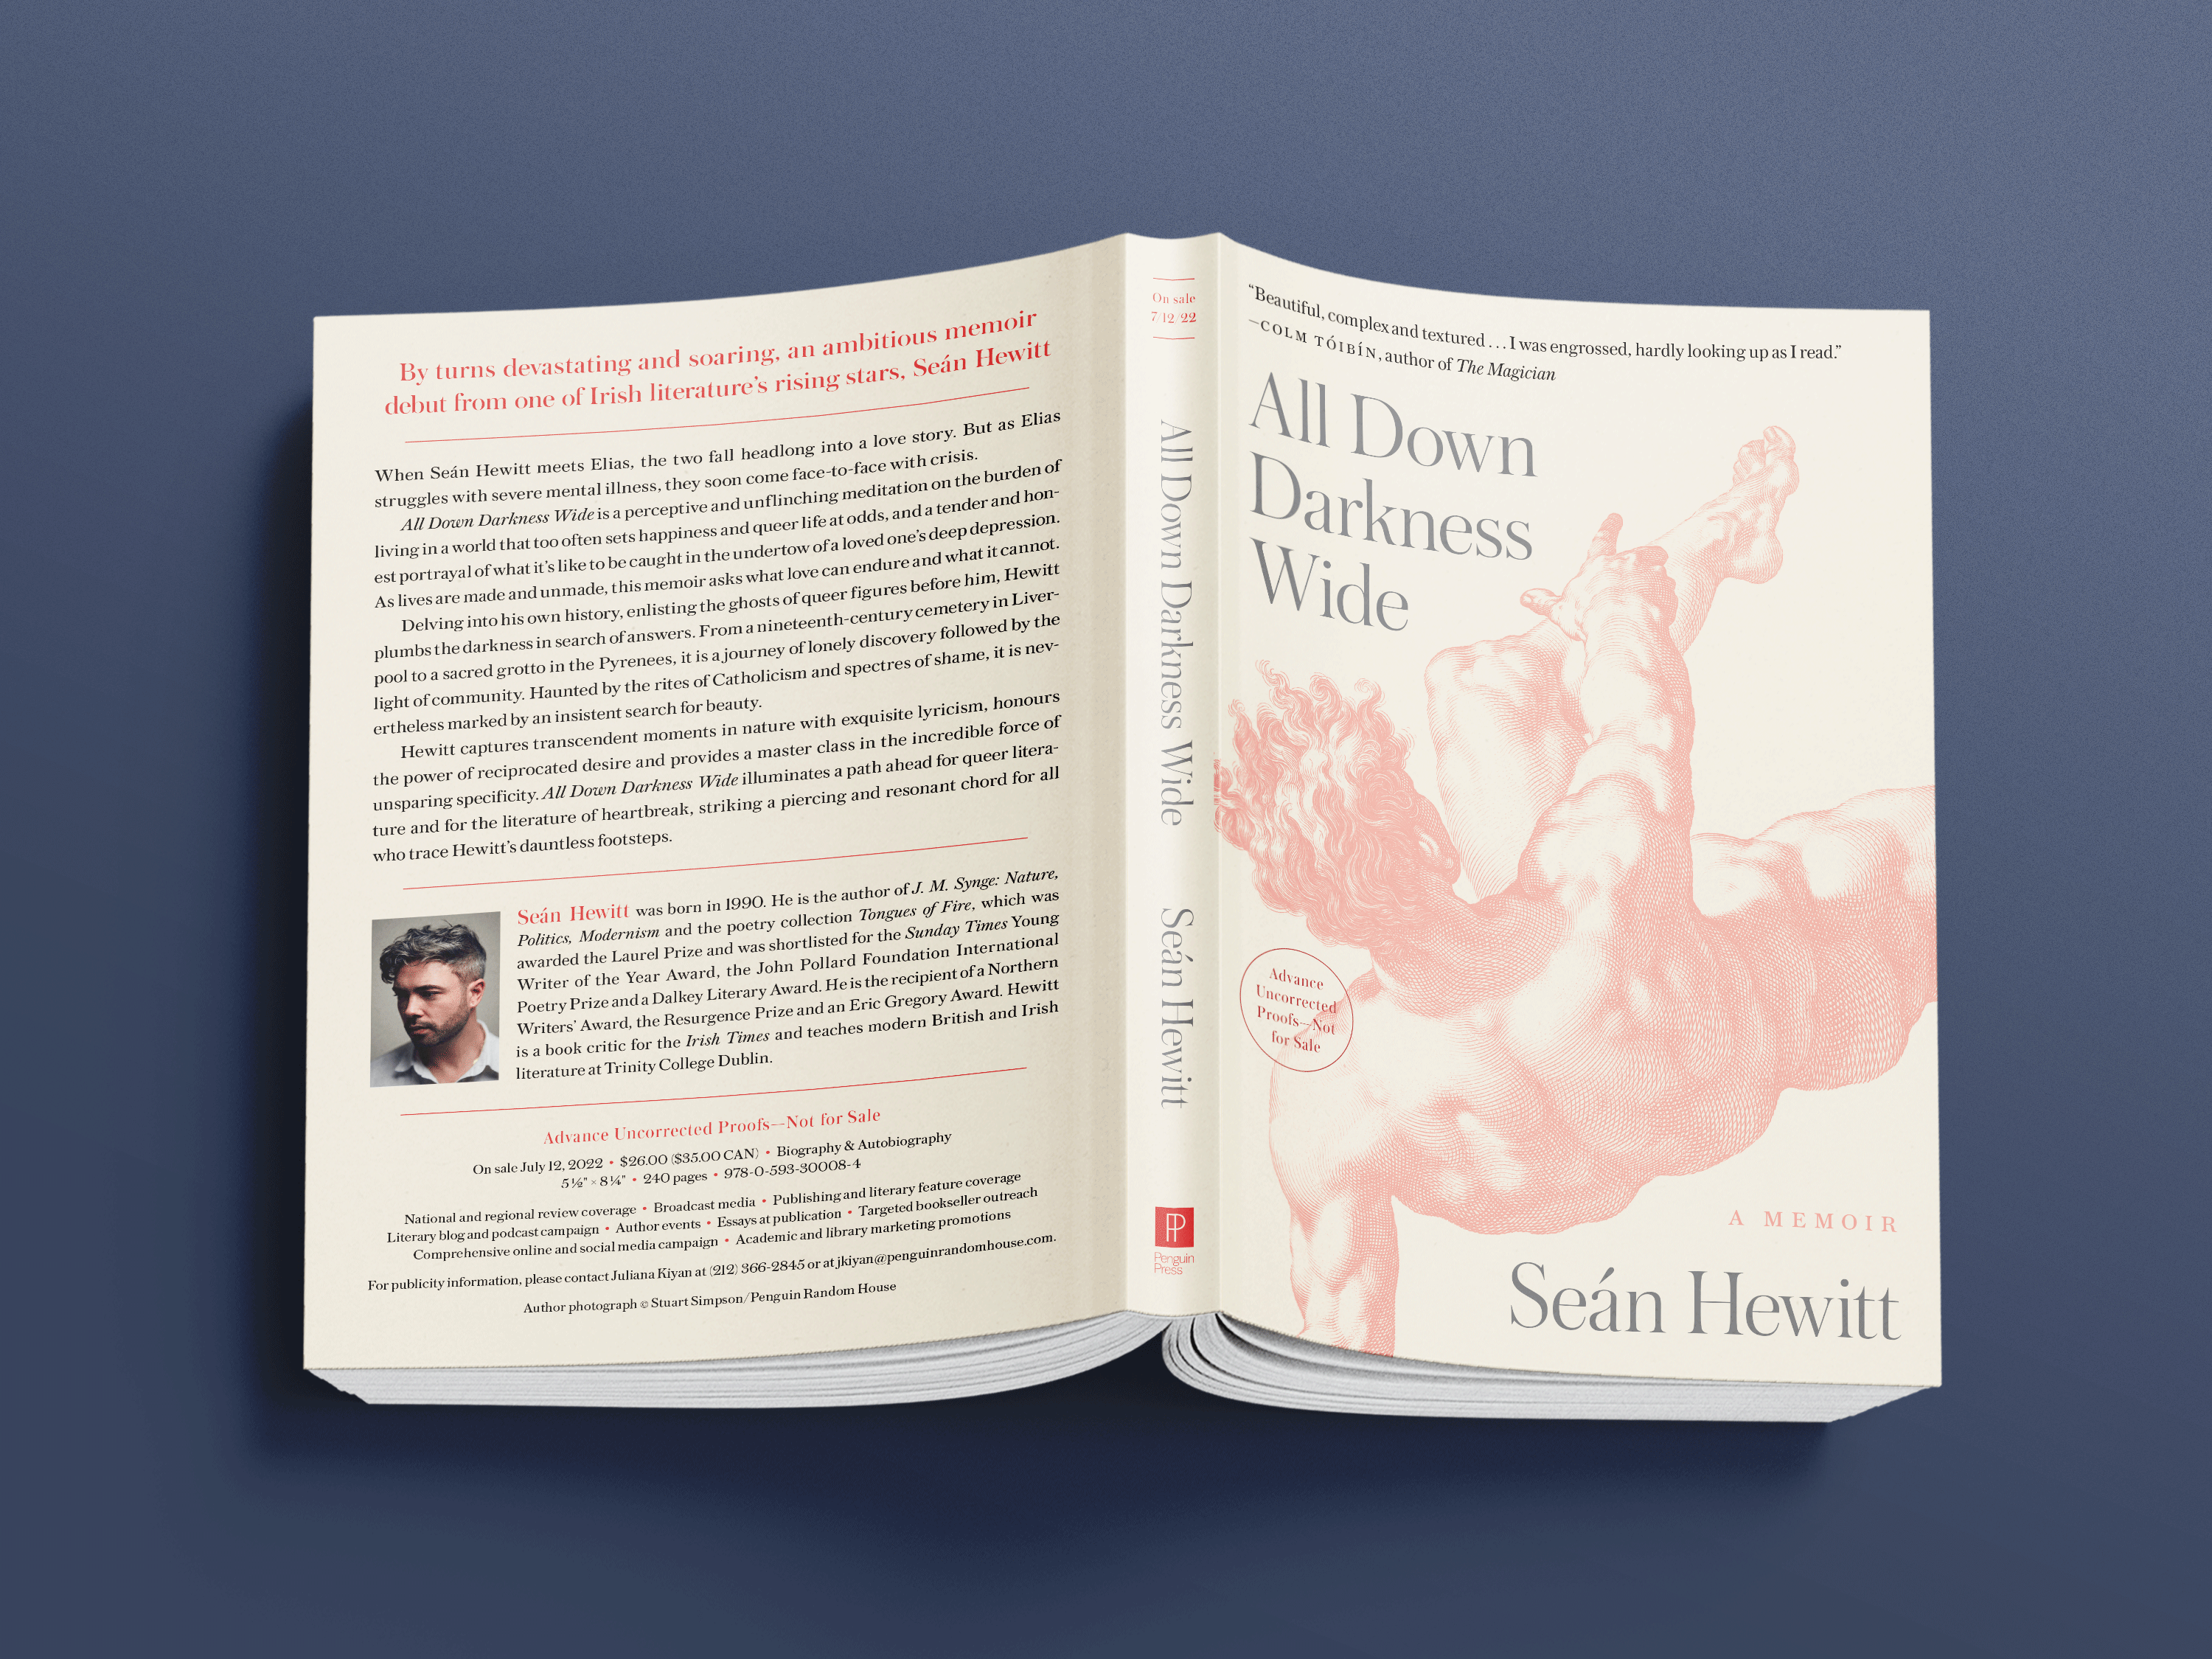 By turns devastating and soaring, an ambitious memoir
debut from one of Irish literature's rising stars, Seán Hewitt
When Seán Hewitt meets Elias, the two fall headlong into a love story. But as Elias
struggles with severe mental illness, they soon come face-to-face with crisis.
All Down Darkness Wide is a perceptive and unflinching meditation on the burden of
living in a world that too often sets happiness and queer life at odds, and a tender and hon-
est portrayal of what it's like to be caught in the undertow of a loved one's deep depression.
As lives are made and unmade, this memoir asks what love can endure and what it cannot.
Delving into his own history, enlisting the ghosts of queer figures before him, Hewitt
plumbs the darkness in search of answers. From a nineteenth-century cemetery in Liver-
pool to a sacred grotto in the Pyrenees, it is a journey of lonely discovery followed by the
light of community. Haunted by the rites of Catholicism and spectres of shame, it is nev-
ertheless marked by an insistent search for beauty.
Hewitt captures transcendent moments in nature with exquisite lyricism, honours
the power of reciprocated desire and provides a master class in the incredible force of
unsparing specificity. All Down Darkness Wide illuminates a path ahead for queer litera-
ture and for the literature of heartbreak, striking a piercing and resonant chord for all
who trace Hewitt's dauntless footsteps.
Seán Hewitt was born in 1990. He is the author of J. M. Synge: Nature,
Politics, Modernism and the poetry collection Tongues of Fire, which was
awarded the Laurel Prize and was shortlisted for the Sunday Times Young
Writer of the Year Award, the John Pollard Foundation International
Poetry Prize and a Dalkey Literary Award. He is the recipient of a Northern
Writers' Award, the Resurgence Prize and an Eric Gregory Award. Hewitt
is a book critic for the Irish Times and teaches modern British and Irish
literature at Trinity College Dublin.
Advance Uncorrected Proofs—Not for Sale
On sale July 12, 2022 • $26.00 ($35.00 CAN) • Biography & Autobiography
5 ½" × 8 ¼" • 240 pages • 978-0-593-30008-4
National and regional review coverage • Broadcast media • Publishing and literary feature coverage
Literary blog and podcast campaign • Author events • Essays at publication • Targeted bookseller outreach
Comprehensive online and social media campaign • Academic and library marketing promotions
For publicity information, please contact Juliana Kiyan at (212) 366-2845 or at jkiyan@penguinrandomhouse.com.
Author photograph © Stuart Simpson/Penguin Random House
On sale
7/12/22
All Down Darkness Wide
Seán Hewitt
Penguin
Press
"Beautiful, complex and textured . . . I was engrossed, hardly looking up as I read."
—COLM TÓIBÍN, author of The Magician
All Down
Darkness
Wide
Advance
Uncorrected
Proofs—Not
for Sale
A MEMOIR
Seán Hewitt